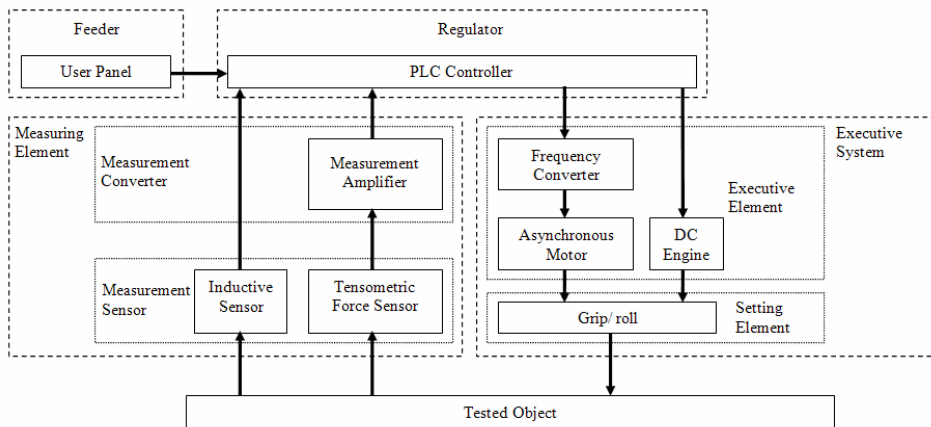 Feeder
User Panel
Regulator
PLC Controller
Measuring
Element
Measurement
Converter
Measurement
Amplifier
Measurement
Sensor
Inductive
Sensor
Tensometric
Force Sensor
Executive
System
Frequency
Converter
Executive
Element
Asynchronous
Motor
DC
Engine
Grip/ roll
Setting
Element
Tested Object